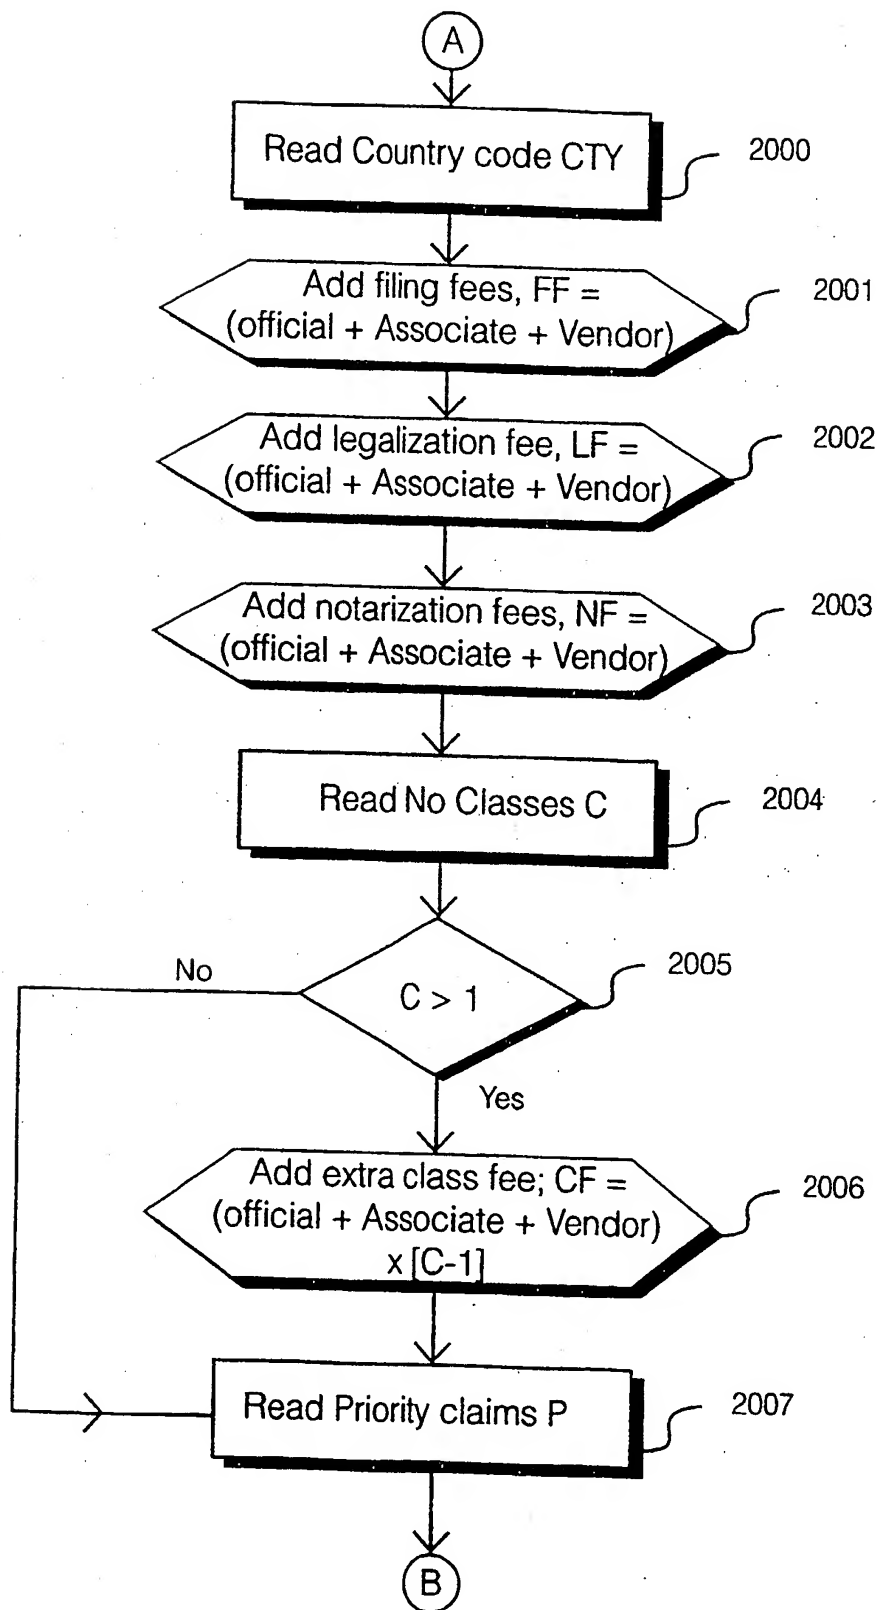 A
Read Country code CTY
2000
Add filing fees, FF =
(official + Associate + Vendor)
2001
Add legalization fee, LF =
(official + Associate + Vendor)
2002
Add notarization fees, NF =
(official + Associate + Vendor)
2003
Read No Classes C
2004
C > 1
2005
No
Yes
Add extra class fee; CF =
(official + Associate + Vendor)
x [C-1]
2006
Read Priority claims P
2007
B